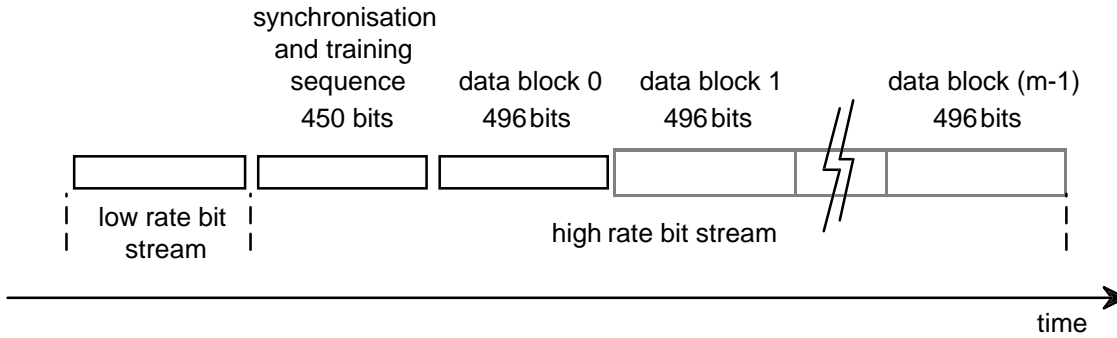 synchronisation
and training
sequence
450 bits
data block 0
496 bits
data block 1
496 bits
data block (m-1)
496 bits
low rate bit
stream
high rate bit stream
time